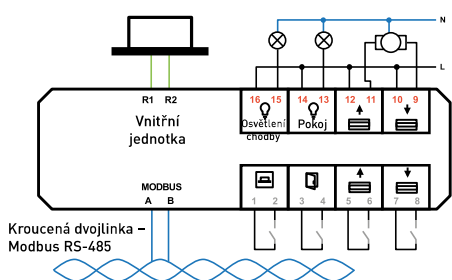 N
L
R1 R2
16 15 14 13 12 11 10 9
Vnitřní
jednotka
Osvětlení
chodby
Pokoj
MODBUS
A B
1 2 3 4 5 6 7 8
Kroucená dvojlinka –
Modbus RS-485